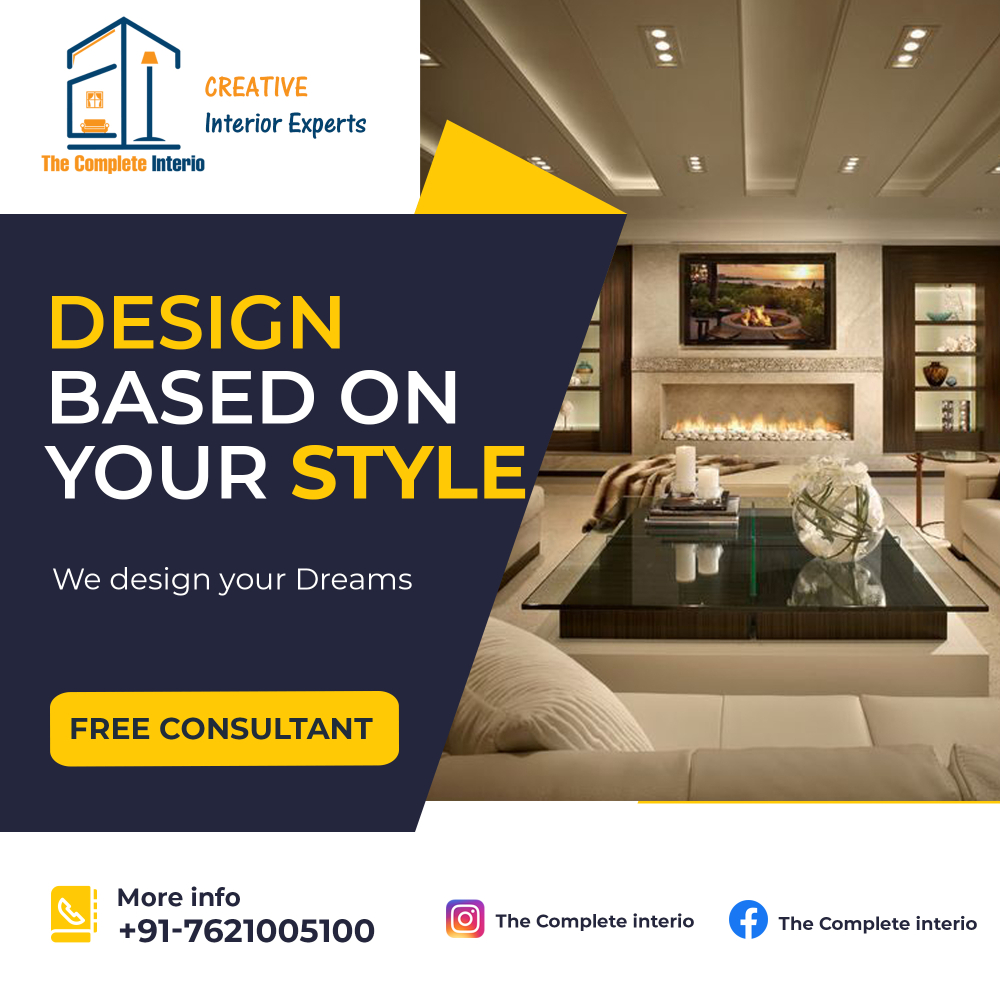 CREATIVE
Interior Experts
The Complete Interio
DESIGN
BASED ON
YOUR STYLE
We design your Dreams
FREE CONSULTANT
More info
+91-7621005100
The Complete interio
The Complete interio